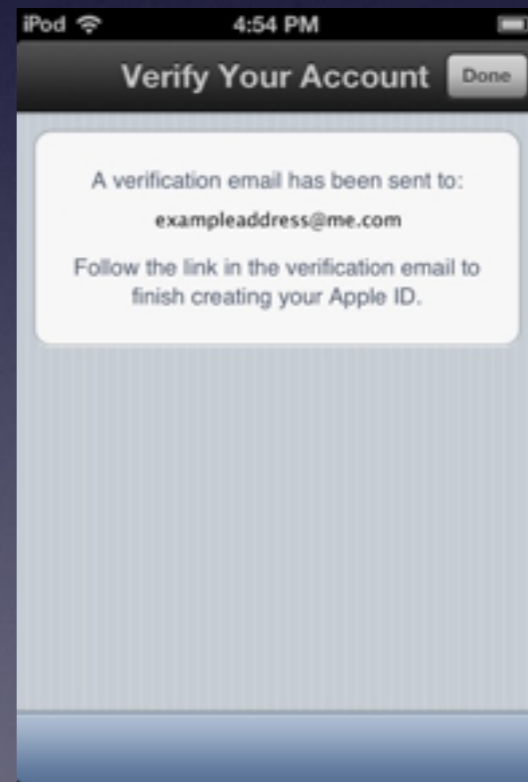 iPod 4:54 PM
Verify Your Account Done
A verification email has been sent to:
exampleaddress@me.com
Follow the link in the verification email to
finish creating your Apple ID.